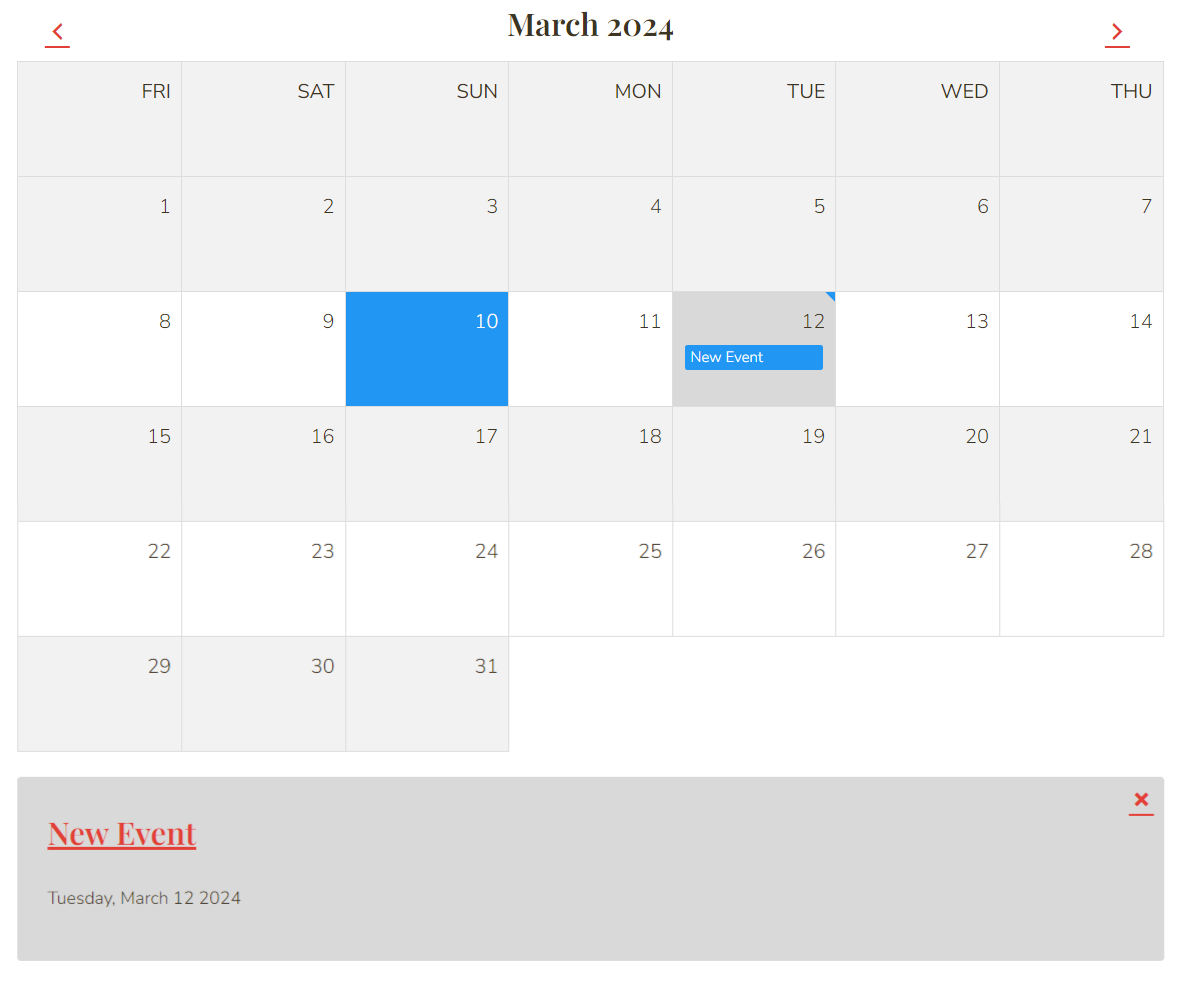 March 2024
FRI SAT SUN MON TUE WED THU
1 2 3 4 5 6 7
8 9 10 11 12 13 14
New Event
15 16 17 18 19 20 21
22 23 24 25 26 27 28
29 30 31
New Event
Tuesday, March 12 2024